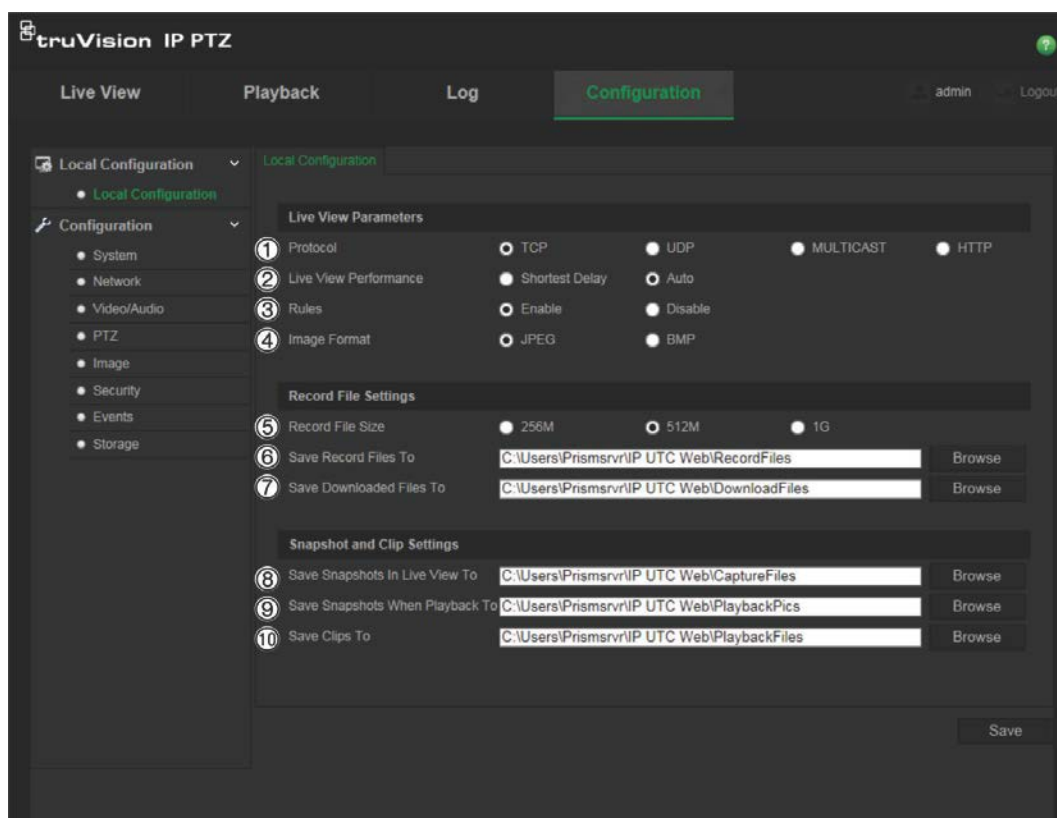 truVision IP PTZ
?
Live View Playback Log Configuration admin Logou
Local Configuration
Local Configuration
Configuration
System
Network
Video/Audio
PTZ
Image
Security
Events
Storage
Local Configuration
Live View Parameters
① Protocol TCP UDP MULTICAST HTTP
② Live View Performance Shortest Delay Auto
③ Rules Enable Disable
④ Image Format JPEG BMP
Record File Settings
⑤ Record File Size 256M 512M 1G
⑥ Save Record Files To C:\Users\Prismsrvr\IP UTC Web\RecordFiles Browse
⑦ Save Downloaded Files To C:\Users\Prismsrvr\IP UTC Web\DownloadFiles Browse
Snapshot and Clip Settings
⑧ Save Snapshots In Live View To C:\Users\Prismsrvr\IP UTC Web\CaptureFiles Browse
⑨ Save Snapshots When Playback To C:\Users\Prismsrvr\IP UTC Web\PlaybackPics Browse
⑩ Save Clips To C:\Users\Prismsrvr\IP UTC Web\PlaybackFiles Browse
Save